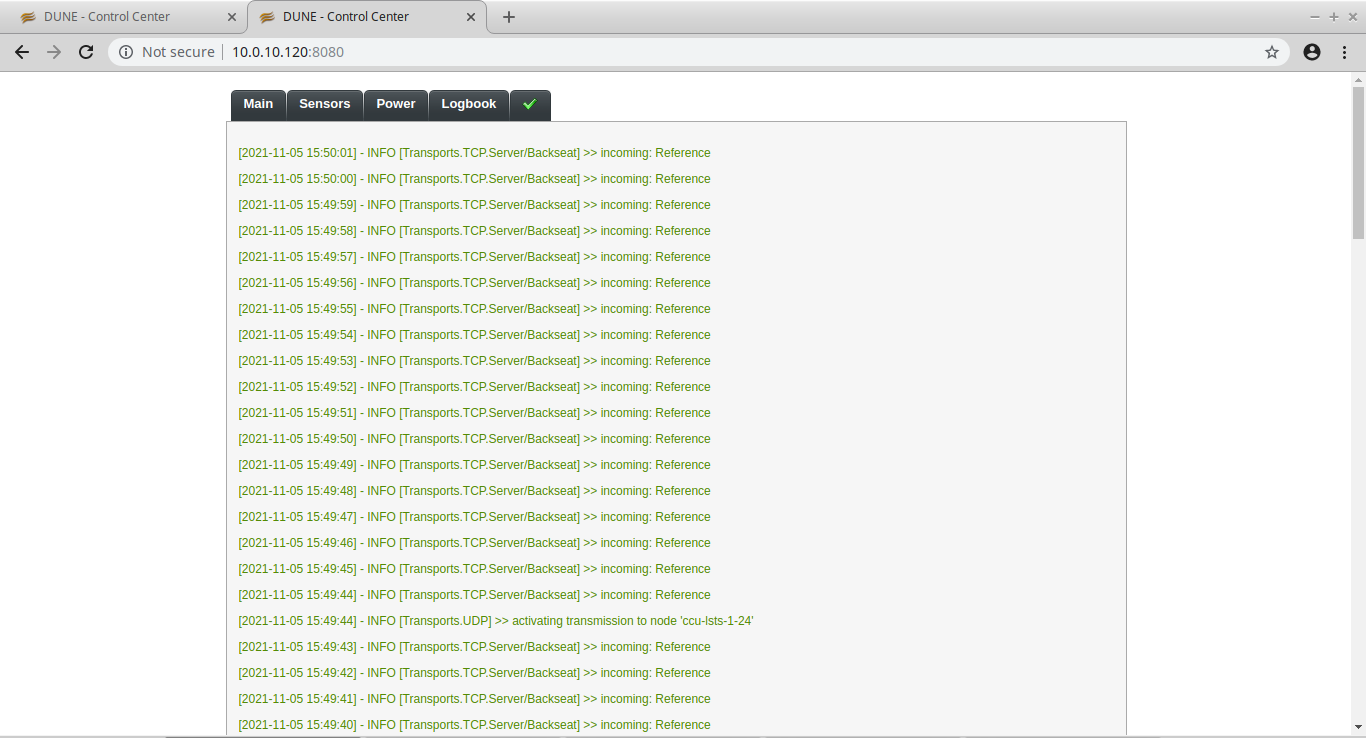 DUNE - Control Center
DUNE - Control Center
Not secure
10.0.10.120:8080
Main Sensors Power Logbook
[2021-11-05 15:50:01] - INFO [Transports.TCP.Server/Backseat] >> incoming: Reference
[2021-11-05 15:50:00] - INFO [Transports.TCP.Server/Backseat] >> incoming: Reference
[2021-11-05 15:49:59] - INFO [Transports.TCP.Server/Backseat] >> incoming: Reference
[2021-11-05 15:49:58] - INFO [Transports.TCP.Server/Backseat] >> incoming: Reference
[2021-11-05 15:49:57] - INFO [Transports.TCP.Server/Backseat] >> incoming: Reference
[2021-11-05 15:49:56] - INFO [Transports.TCP.Server/Backseat] >> incoming: Reference
[2021-11-05 15:49:55] - INFO [Transports.TCP.Server/Backseat] >> incoming: Reference
[2021-11-05 15:49:54] - INFO [Transports.TCP.Server/Backseat] >> incoming: Reference
[2021-11-05 15:49:53] - INFO [Transports.TCP.Server/Backseat] >> incoming: Reference
[2021-11-05 15:49:52] - INFO [Transports.TCP.Server/Backseat] >> incoming: Reference
[2021-11-05 15:49:51] - INFO [Transports.TCP.Server/Backseat] >> incoming: Reference
[2021-11-05 15:49:50] - INFO [Transports.TCP.Server/Backseat] >> incoming: Reference
[2021-11-05 15:49:49] - INFO [Transports.TCP.Server/Backseat] >> incoming: Reference
[2021-11-05 15:49:48] - INFO [Transports.TCP.Server/Backseat] >> incoming: Reference
[2021-11-05 15:49:47] - INFO [Transports.TCP.Server/Backseat] >> incoming: Reference
[2021-11-05 15:49:46] - INFO [Transports.TCP.Server/Backseat] >> incoming: Reference
[2021-11-05 15:49:45] - INFO [Transports.TCP.Server/Backseat] >> incoming: Reference
[2021-11-05 15:49:44] - INFO [Transports.TCP.Server/Backseat] >> incoming: Reference
[2021-11-05 15:49:44] - INFO [Transports.UDP] >> activating transmission to node 'ccu-lsts-1-24'
[2021-11-05 15:49:43] - INFO [Transports.TCP.Server/Backseat] >> incoming: Reference
[2021-11-05 15:49:42] - INFO [Transports.TCP.Server/Backseat] >> incoming: Reference
[2021-11-05 15:49:41] - INFO [Transports.TCP.Server/Backseat] >> incoming: Reference
[2021-11-05 15:49:40] - INFO [Transports.TCP.Server/Backseat] >> incoming: Reference